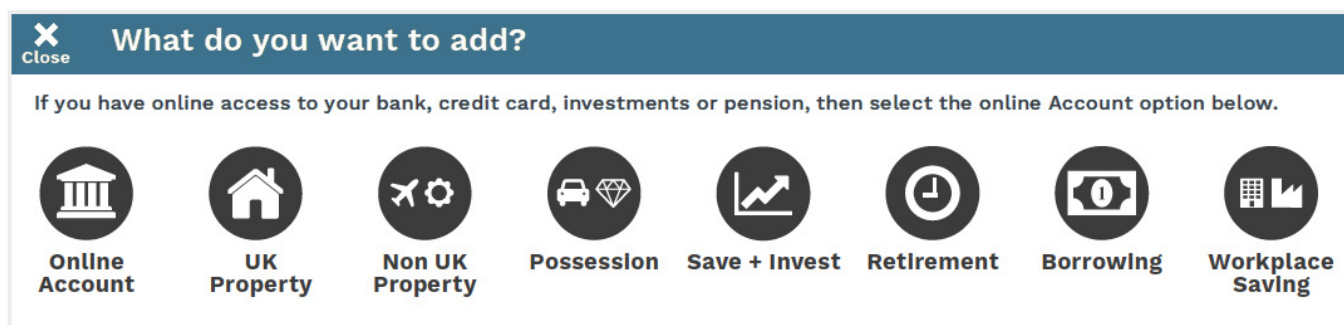 What do you want to add?
Close
If you have online access to your bank, credit card, investments or pension, then select the online Account option below.
1
Online
Account
UK
Property
Non UK
Property
Possession
Save + Invest
Retirement
Borrowing
Workplace
Saving